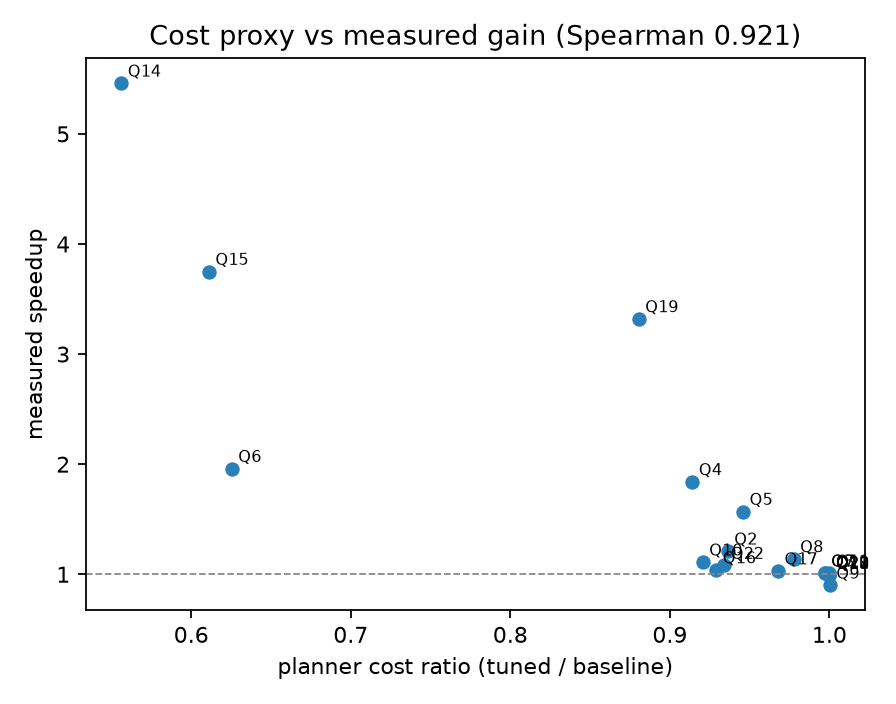 Cost proxy vs measured gain (Spearman 0.921)
Q14
5
4
Q15
Q19
measured speedup
3
Q6
2
Q4
Q5
Q2
Q8
Q10
Q22
Q16
Q17
Q9
1
0.6
0.7
0.8
0.9
1.0
planner cost ratio (tuned / baseline)